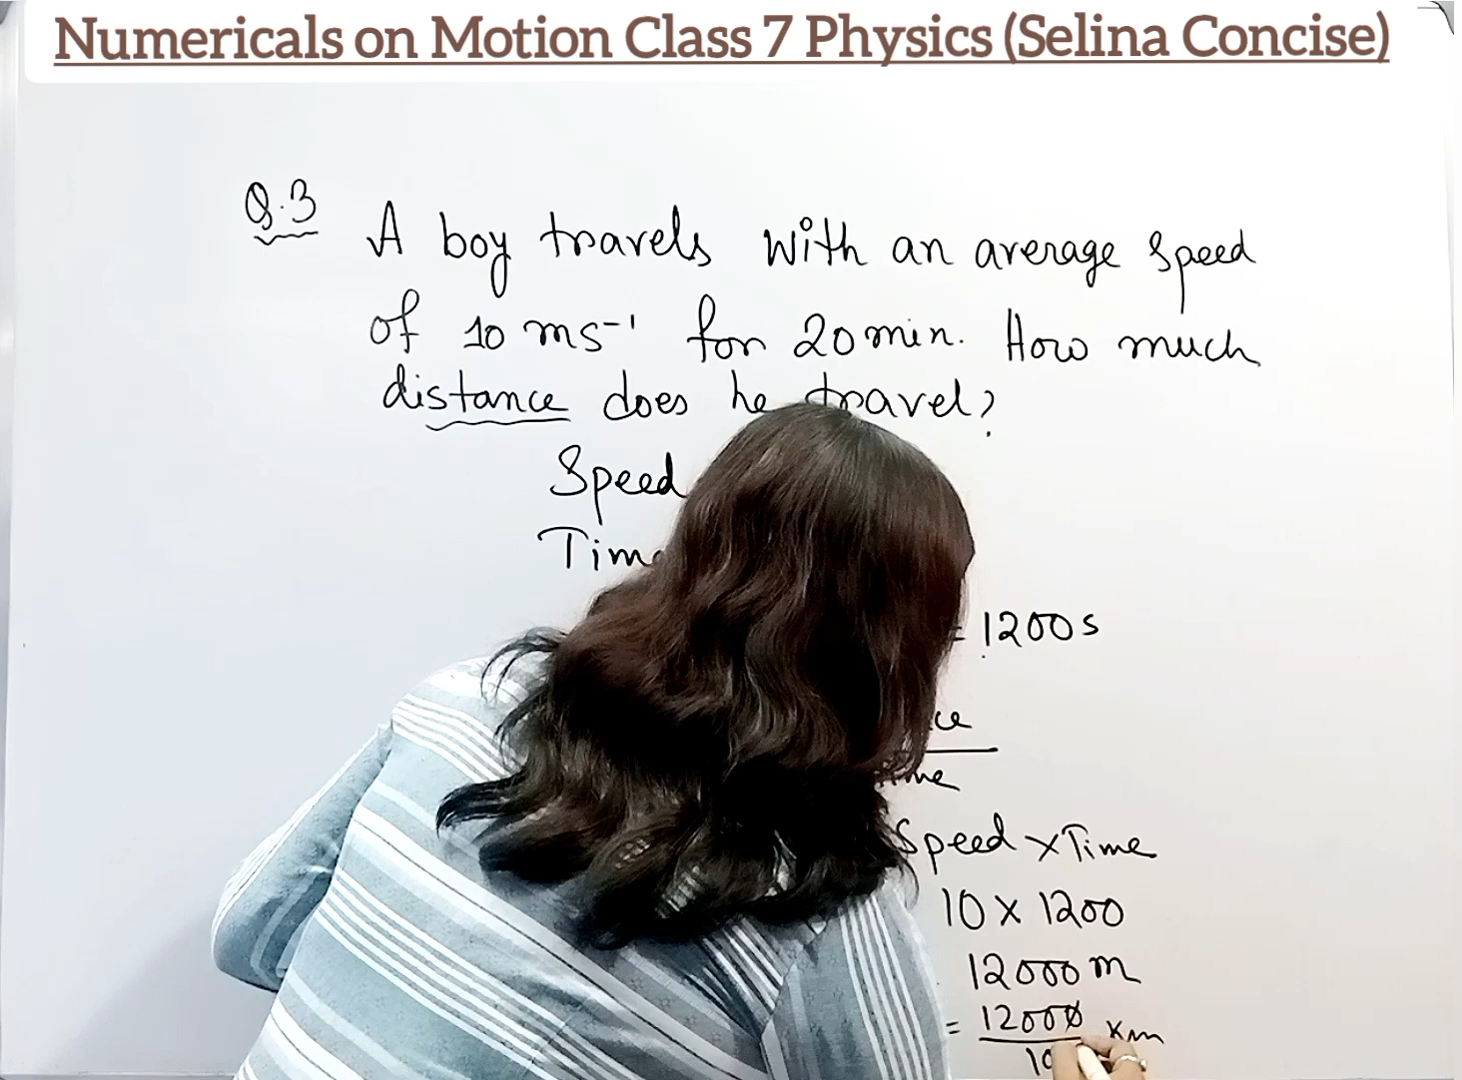 Numericals on Motion Class 7 Physics (Selina Concise)
Q.3 A boy travels with an average speed
of 10 ms⁻¹ for 20 min. How much
distance does he travel?
Speed
= 1200 s
Speed × Time
10 × 1200
12000 m
= 12000 km
10